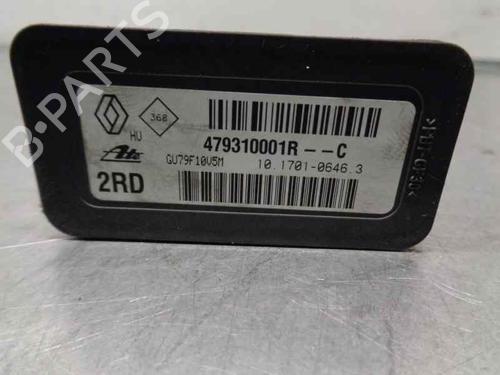 B-PARTS
368
HU
479310001R--C
Ate
GU79F10V5M
10.1701-0646.3
2RD